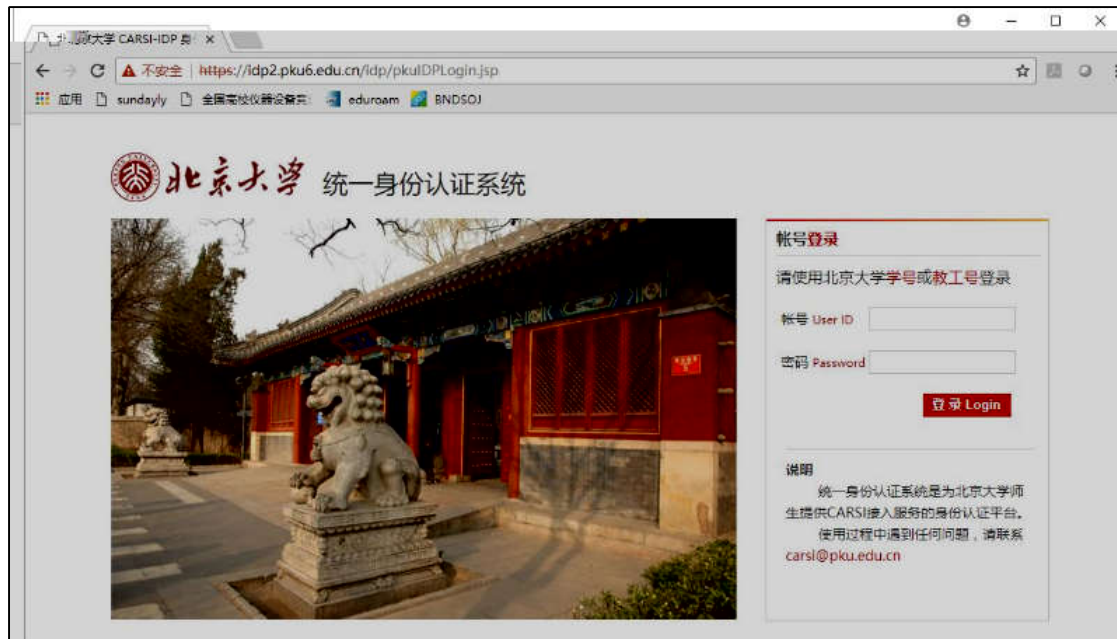 北京大学 CARSI-IDP 身
不安全 | https://idp2.pku6.edu.cn/idp/pkuIDPLogin.jsp
应用 sundayly 全国高校仪器设备竞 eduroam BNDSOJ
北京大学 统一身份认证系统
帐号登录
请使用北京大学学号或教工号登录
帐号 User ID
密码 Password
登 录 Login
说明
统一身份认证系统是为北京大学师
生提供CARSI接入服务的身份认证平台。
使用过程中遇到任何问题，请联系
carsi@pku.edu.cn